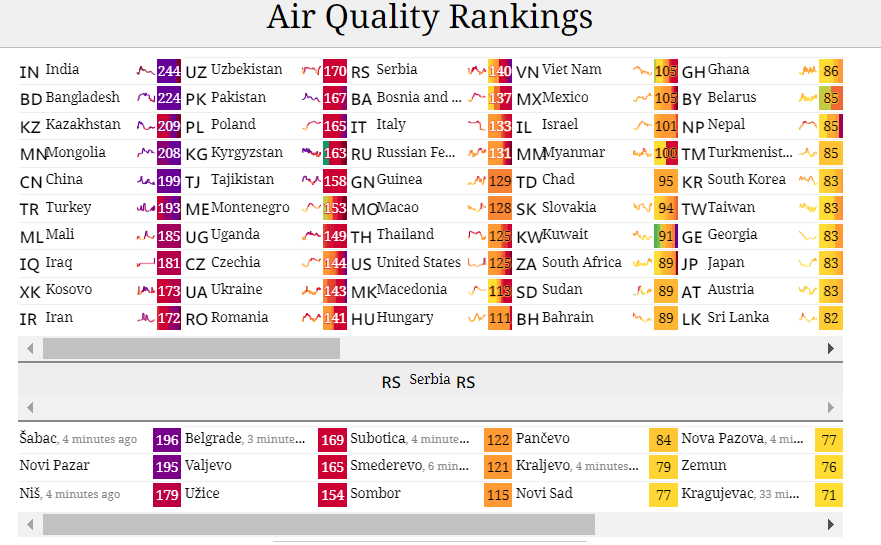 Air Quality Rankings
IN India 244 UZ Uzbekistan 170 RS Serbia 140 VN Viet Nam 105 GH Ghana 86
BD Bangladesh 224 PK Pakistan 167 BA Bosnia and ... 137 MX Mexico 105 BY Belarus 85
KZ Kazakhstan 209 PL Poland 165 IT Italy 133 IL Israel 101 NP Nepal 85
MN Mongolia 208 KG Kyrgyzstan 163 RU Russian Fe... 131 MM Myanmar 100 TM Turkmenist... 85
CN China 199 TJ Tajikistan 158 GN Guinea 129 TD Chad 95 KR South Korea 83
TR Turkey 193 ME Montenegro 153 MO Macao 128 SK Slovakia 94 TW Taiwan 83
ML Mali 185 UG Uganda 149 TH Thailand 125 KW Kuwait 91 GE Georgia 83
IQ Iraq 181 CZ Czechia 144 US United States 125 ZA South Africa 89 JP Japan 83
XK Kosovo 173 UA Ukraine 143 MK Macedonia 113 SD Sudan 89 AT Austria 83
IR Iran 172 RO Romania 141 HU Hungary 111 BH Bahrain 89 LK Sri Lanka 82
RS Serbia RS
Šabac, 4 minutes ago 196 Belgrade, 3 minute... 169 Subotica, 4 minute... 122 Pančevo 84 Nova Pazova, 4 mi... 77
Novi Pazar 195 Valjevo 165 Smederevo, 6 min... 121 Kraljevo, 4 minutes... 79 Zemun 76
Niš, 4 minutes ago 179 Užice 154 Sombor 115 Novi Sad 77 Kragujevac, 33 mi... 71